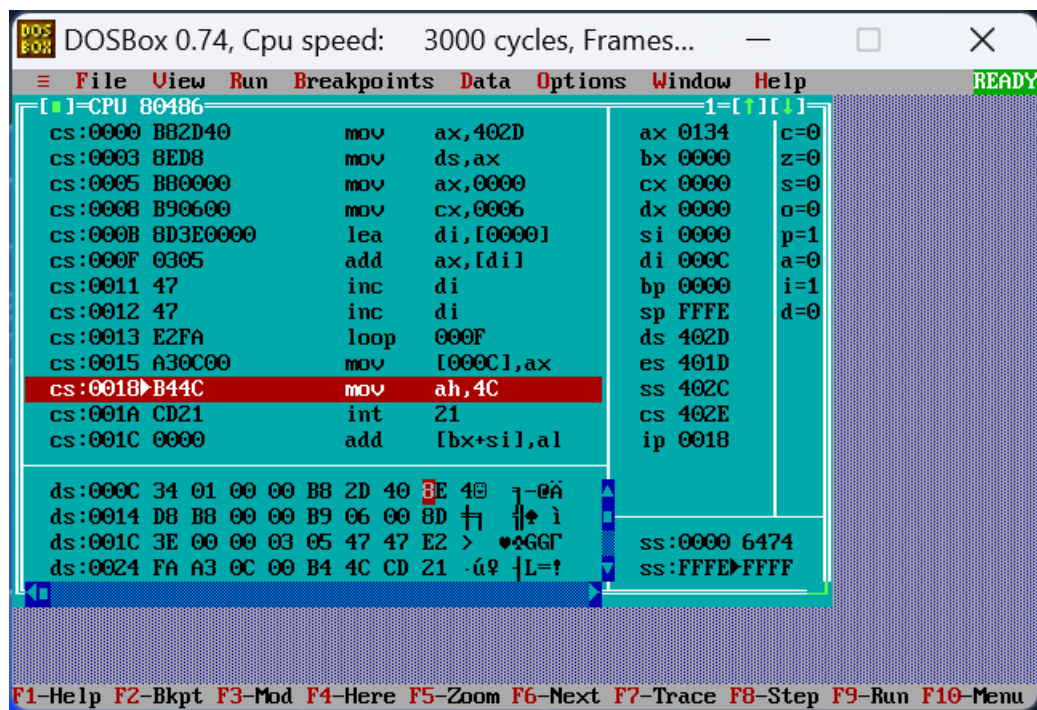 DOS BOX DOSBox 0.74, Cpu speed: 3000 cycles, Frames...
≡ File View Run Breakpoints Data Options Window Help READY
[■]=CPU 80486 1=[↑][↓]
cs:0000 B82D40 mov ax,402D ax 0134 c=0
cs:0003 8ED8 mov ds,ax bx 0000 z=0
cs:0005 B80000 mov ax,0000 cx 0000 s=0
cs:0008 B90600 mov cx,0006 dx 0000 o=0
cs:000B 8D3E0000 lea di,[0000] si 0000 p=1
cs:000F 0305 add ax,[di] di 000C a=0
cs:0011 47 inc di bp 0000 i=1
cs:0012 47 inc di sp FFFE d=0
cs:0013 E2FA loop 000F ds 402D
cs:0015 A30C00 mov [000C],ax es 401D
cs:0018►B44C mov ah,4C ss 402C
cs:001A CD21 int 21 cs 402E
cs:001C 0000 add [bx+si],al ip 0018
ds:000C 34 01 00 00 B8 2D 40 8E 4☺ ╕-@Ä
ds:0014 D8 B8 00 00 B9 06 00 8D ╪╕ ╣♠ ì
ds:001C 3E 00 00 03 05 47 47 E2 > ♥♣GGΓ ss:0000 6474
ds:0024 FA A3 0C 00 B4 4C CD 21 ·ú♀ ┤L=! ss:FFFE►FFFF
F1-Help F2-Bkpt F3-Mod F4-Here F5-Zoom F6-Next F7-Trace F8-Step F9-Run F10-Menu